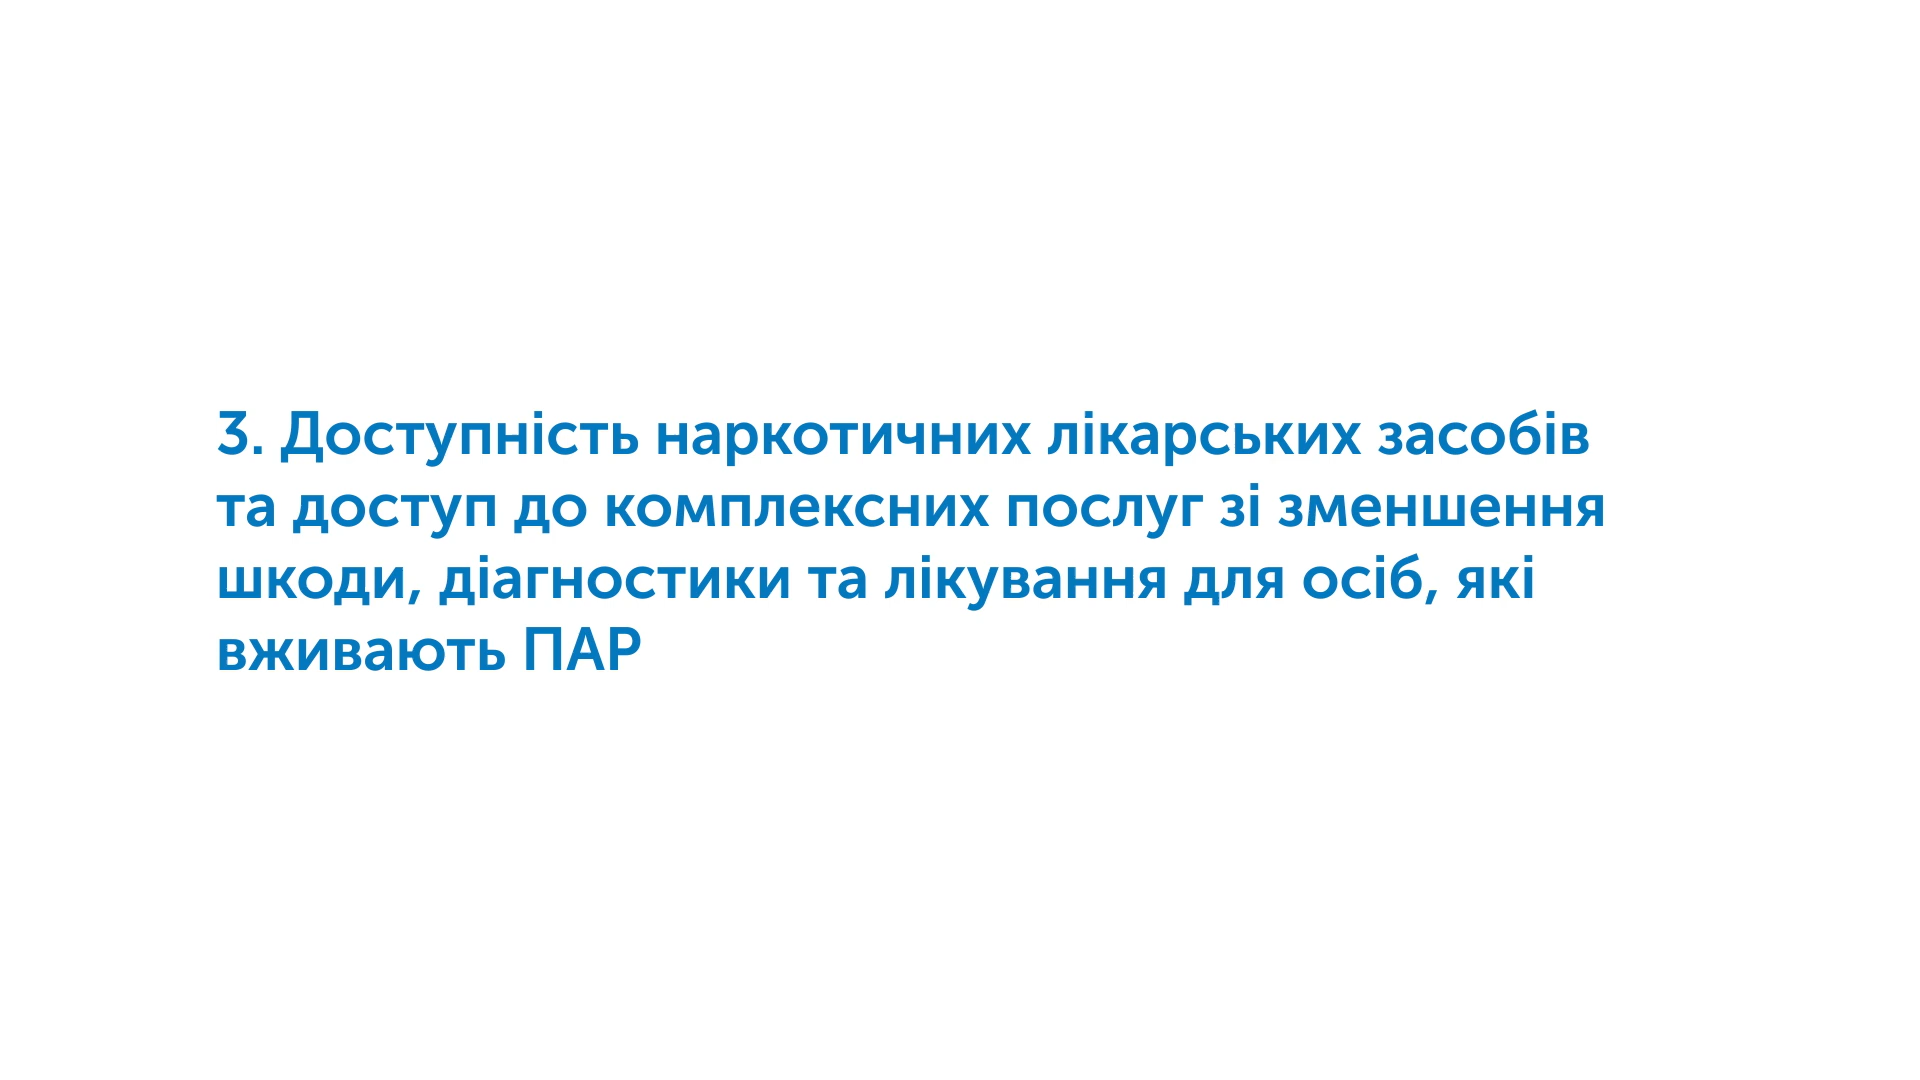 3. Доступність наркотичних лікарських засобів
та доступ до комплексних послуг зі зменшення
шкоди, діагностики та лікування для осіб, які
вживають ПАР